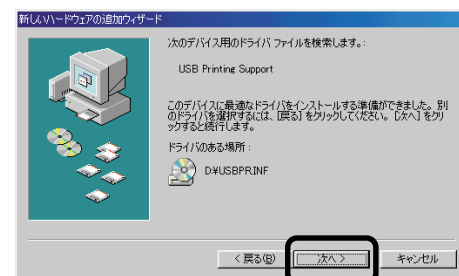 新しいハードウェアの追加ウィザード
次のデバイス用のドライバ ファイルを検索します。:
USB Printing Support
このデバイスに最適なドライバをインストールする準備ができました。別
のドライバを選択するには、[戻る] をクリックしてください。[次へ] をクリ
ックすると続行します。
ドライバのある場所 :
D:¥USBPRINF
< 戻る(B)
次へ >
キャンセル